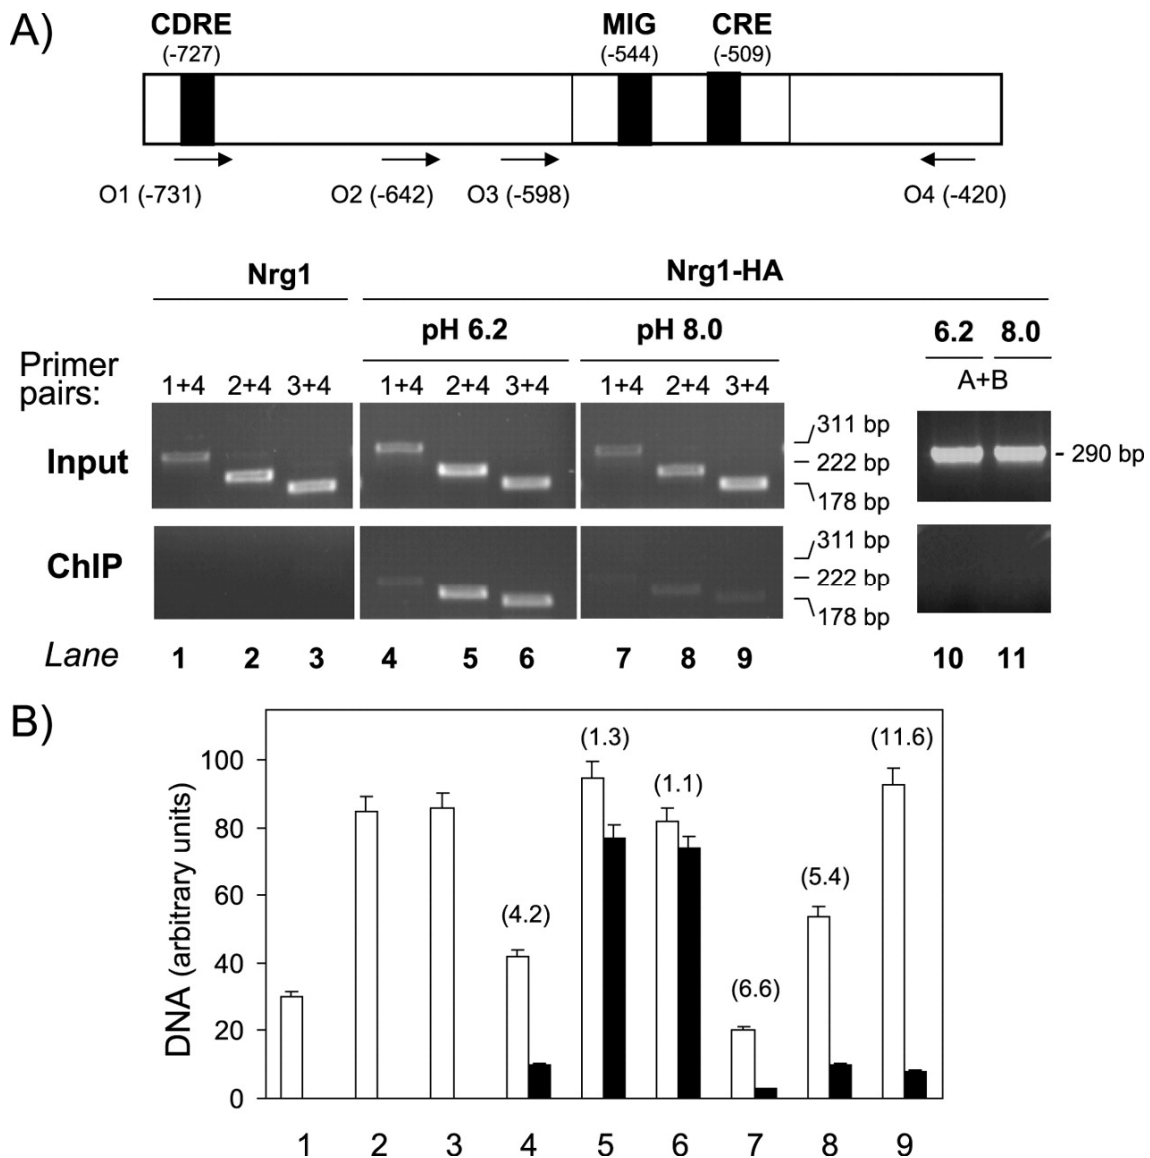 A)
CDRE MIG CRE
(-727) (-544) (-509)
O1 (-731) O2 (-642) O3 (-598) O4 (-420)
Nrg1 Nrg1-HA
pH 6.2 pH 8.0 6.2 8.0
Primer
pairs: 1+4 2+4 3+4 1+4 2+4 3+4 1+4 2+4 3+4 A+B
311 bp
Input 222 bp - 290 bp
178 bp
311 bp
ChIP 222 bp
178 bp
Lane 1 2 3 4 5 6 7 8 9 10 11
B)
DNA (arbitrary units)
100
80
60
40
20
0
(4.2) (1.3) (1.1) (6.6) (5.4) (11.6)
1 2 3 4 5 6 7 8 9